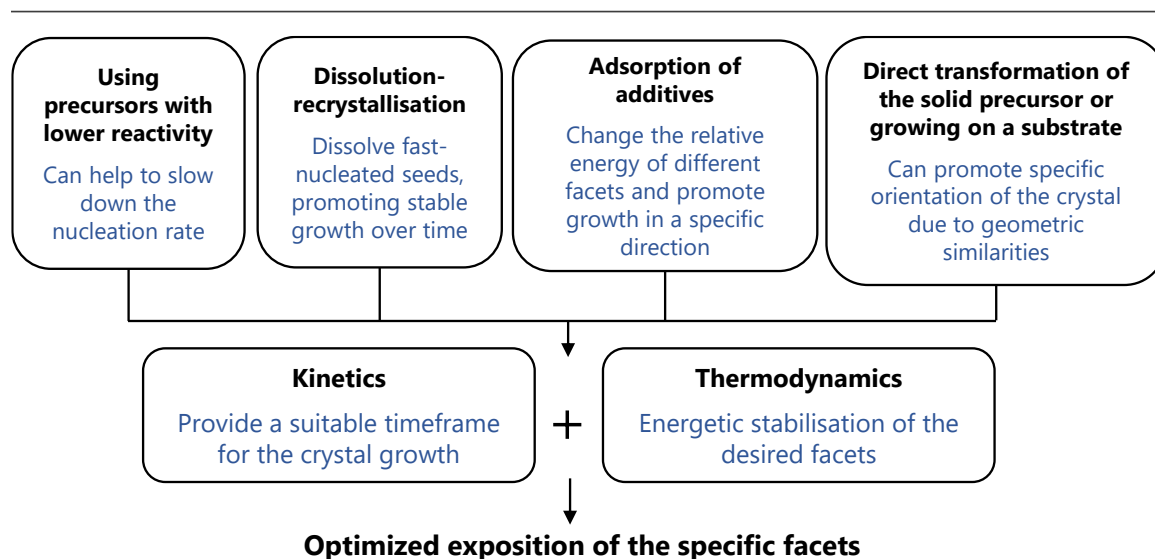 Using
precursors with
lower reactivity
Can help to slow
down the
nucleation rate
Dissolution-
recrystallisation
Dissolve fast-
nucleated seeds,
promoting stable
growth over time
Adsorption of
additives
Change the relative
energy of different
facets and promote
growth in a specific
direction
Direct transformation of
the solid precursor or
growing on a substrate
Can promote specific
orientation of the crystal
due to geometric
similarities
Kinetics
Provide a suitable timeframe
for the crystal growth
+
Thermodynamics
Energetic stabilisation of the
desired facets
Optimized exposition of the specific facets